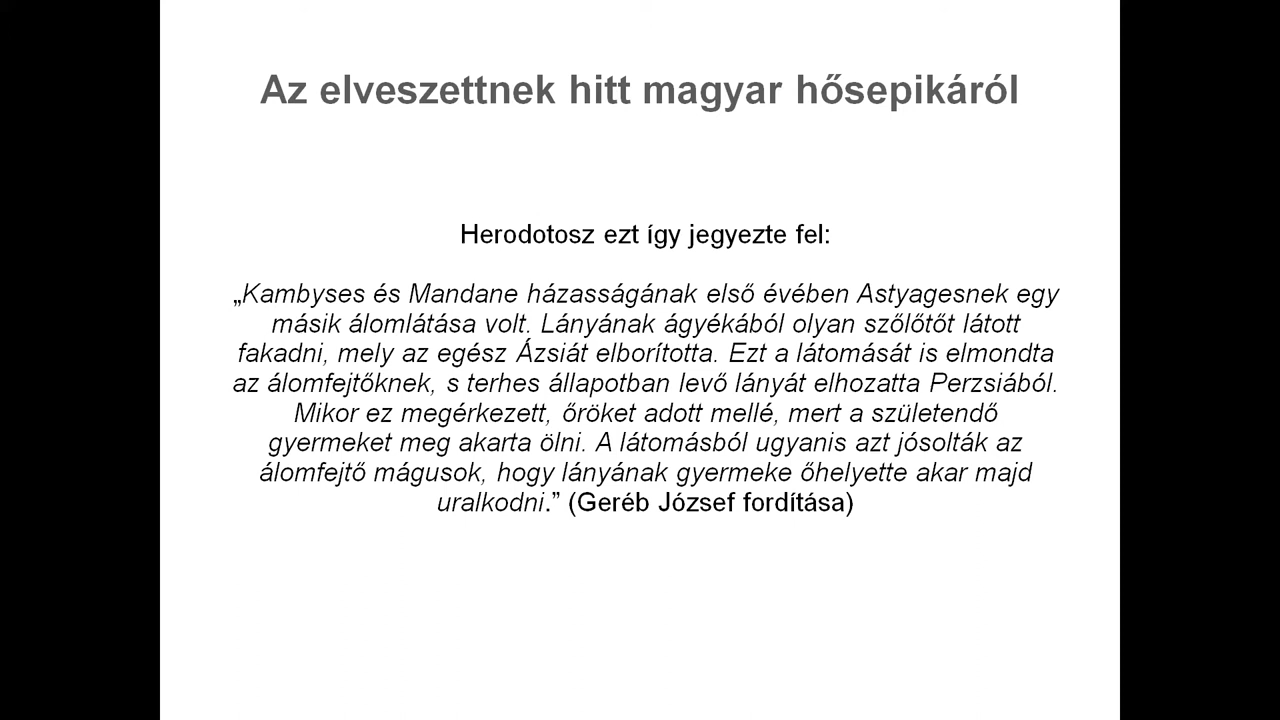 Az elveszettnek hitt magyar hősepikáról
Herodotosz ezt így jegyezte fel:
„Kambyses és Mandane házasságának első évében Astyagesnek egy
másik álomlátása volt. Lányának ágyékából olyan szőlőtőt látott
fakadni, mely az egész Ázsiát elborította. Ezt a látomását is elmondta
az álomfejtőknek, s terhes állapotban levő lányát elhozatta Perzsiából.
Mikor ez megérkezett, őröket adott mellé, mert a születendő
gyermeket meg akarta ölni. A látomásból ugyanis azt jósolták az
álomfejtő mágusok, hogy lányának gyermeke őhelyette akar majd
uralkodni.” (Geréb József fordítása)